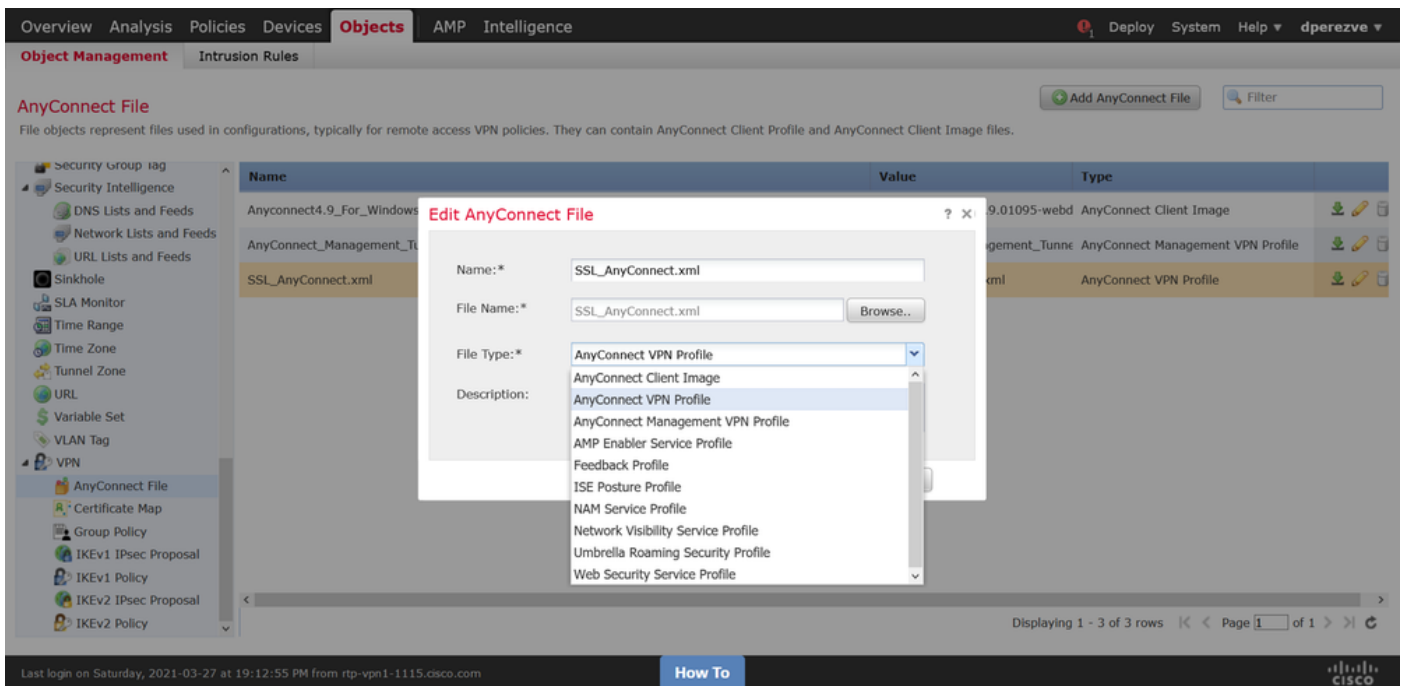 Overview Analysis Policies Devices Objects AMP Intelligence 1 Deploy System Help dperezve
Object Management Intrusion Rules
AnyConnect File
Add AnyConnect File Filter
File objects represent files used in configurations, typically for remote access VPN policies. They can contain AnyConnect Client Profile and AnyConnect Client Image files.
Security Group Tag
Security Intelligence
DNS Lists and Feeds
Network Lists and Feeds
URL Lists and Feeds
Sinkhole
SLA Monitor
Time Range
Time Zone
Tunnel Zone
URL
Variable Set
VLAN Tag
VPN
AnyConnect File
Certificate Map
Group Policy
IKEv1 IPsec Proposal
IKEv1 Policy
IKEv2 IPsec Proposal
IKEv2 Policy
Name Value Type
Anyconnect4.9_For_Windows .9.01095-webd AnyConnect Client Image
AnyConnect_Management_Tu gement_Tunne AnyConnect Management VPN Profile
SSL_AnyConnect.xml xml AnyConnect VPN Profile
Edit AnyConnect File ? X
Name:* SSL_AnyConnect.xml
File Name:* SSL_AnyConnect.xml Browse..
File Type:* AnyConnect VPN Profile
Description:
AnyConnect Client Image
AnyConnect VPN Profile
AnyConnect Management VPN Profile
AMP Enabler Service Profile
Feedback Profile
ISE Posture Profile
NAM Service Profile
Network Visibility Service Profile
Umbrella Roaming Security Profile
Web Security Service Profile
Displaying 1 - 3 of 3 rows |< < Page 1 of 1 > >|
Last login on Saturday, 2021-03-27 at 19:12:55 PM from rtp-vpn1-1115.cisco.com
How To
CISCO